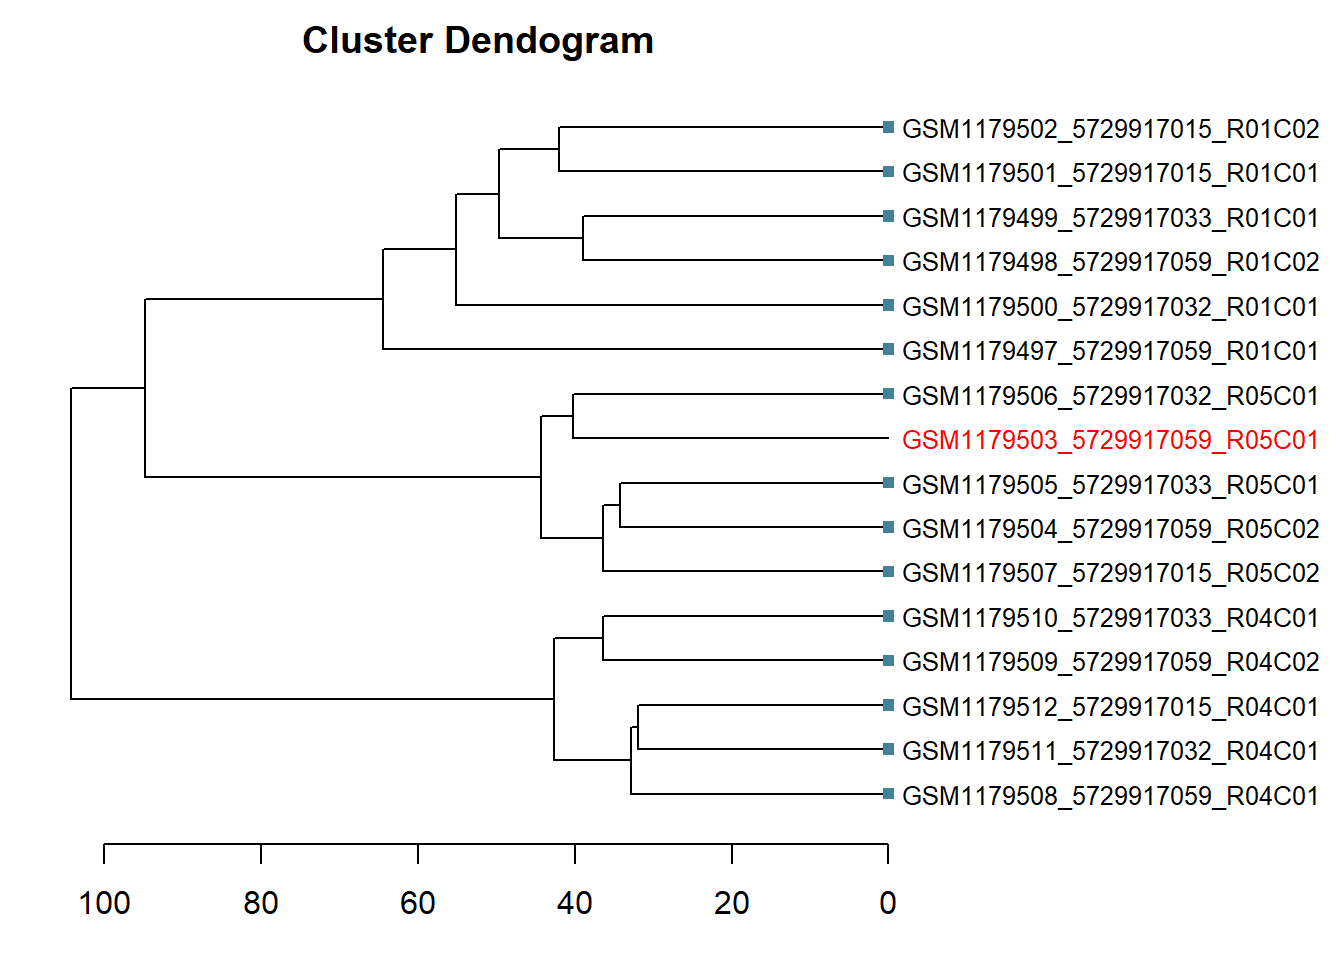 Cluster Dendogram
GSM1179502_5729917015_R01C02
GSM1179501_5729917015_R01C01
GSM1179499_5729917033_R01C01
GSM1179498_5729917059_R01C02
GSM1179500_5729917032_R01C01
GSM1179497_5729917059_R01C01
GSM1179506_5729917032_R05C01
GSM1179503_5729917059_R05C01
GSM1179505_5729917033_R05C01
GSM1179504_5729917059_R05C02
GSM1179507_5729917015_R05C02
GSM1179510_5729917033_R04C01
GSM1179509_5729917059_R04C02
GSM1179512_5729917015_R04C01
GSM1179511_5729917032_R04C01
GSM1179508_5729917059_R04C01
100 80 60 40 20 0